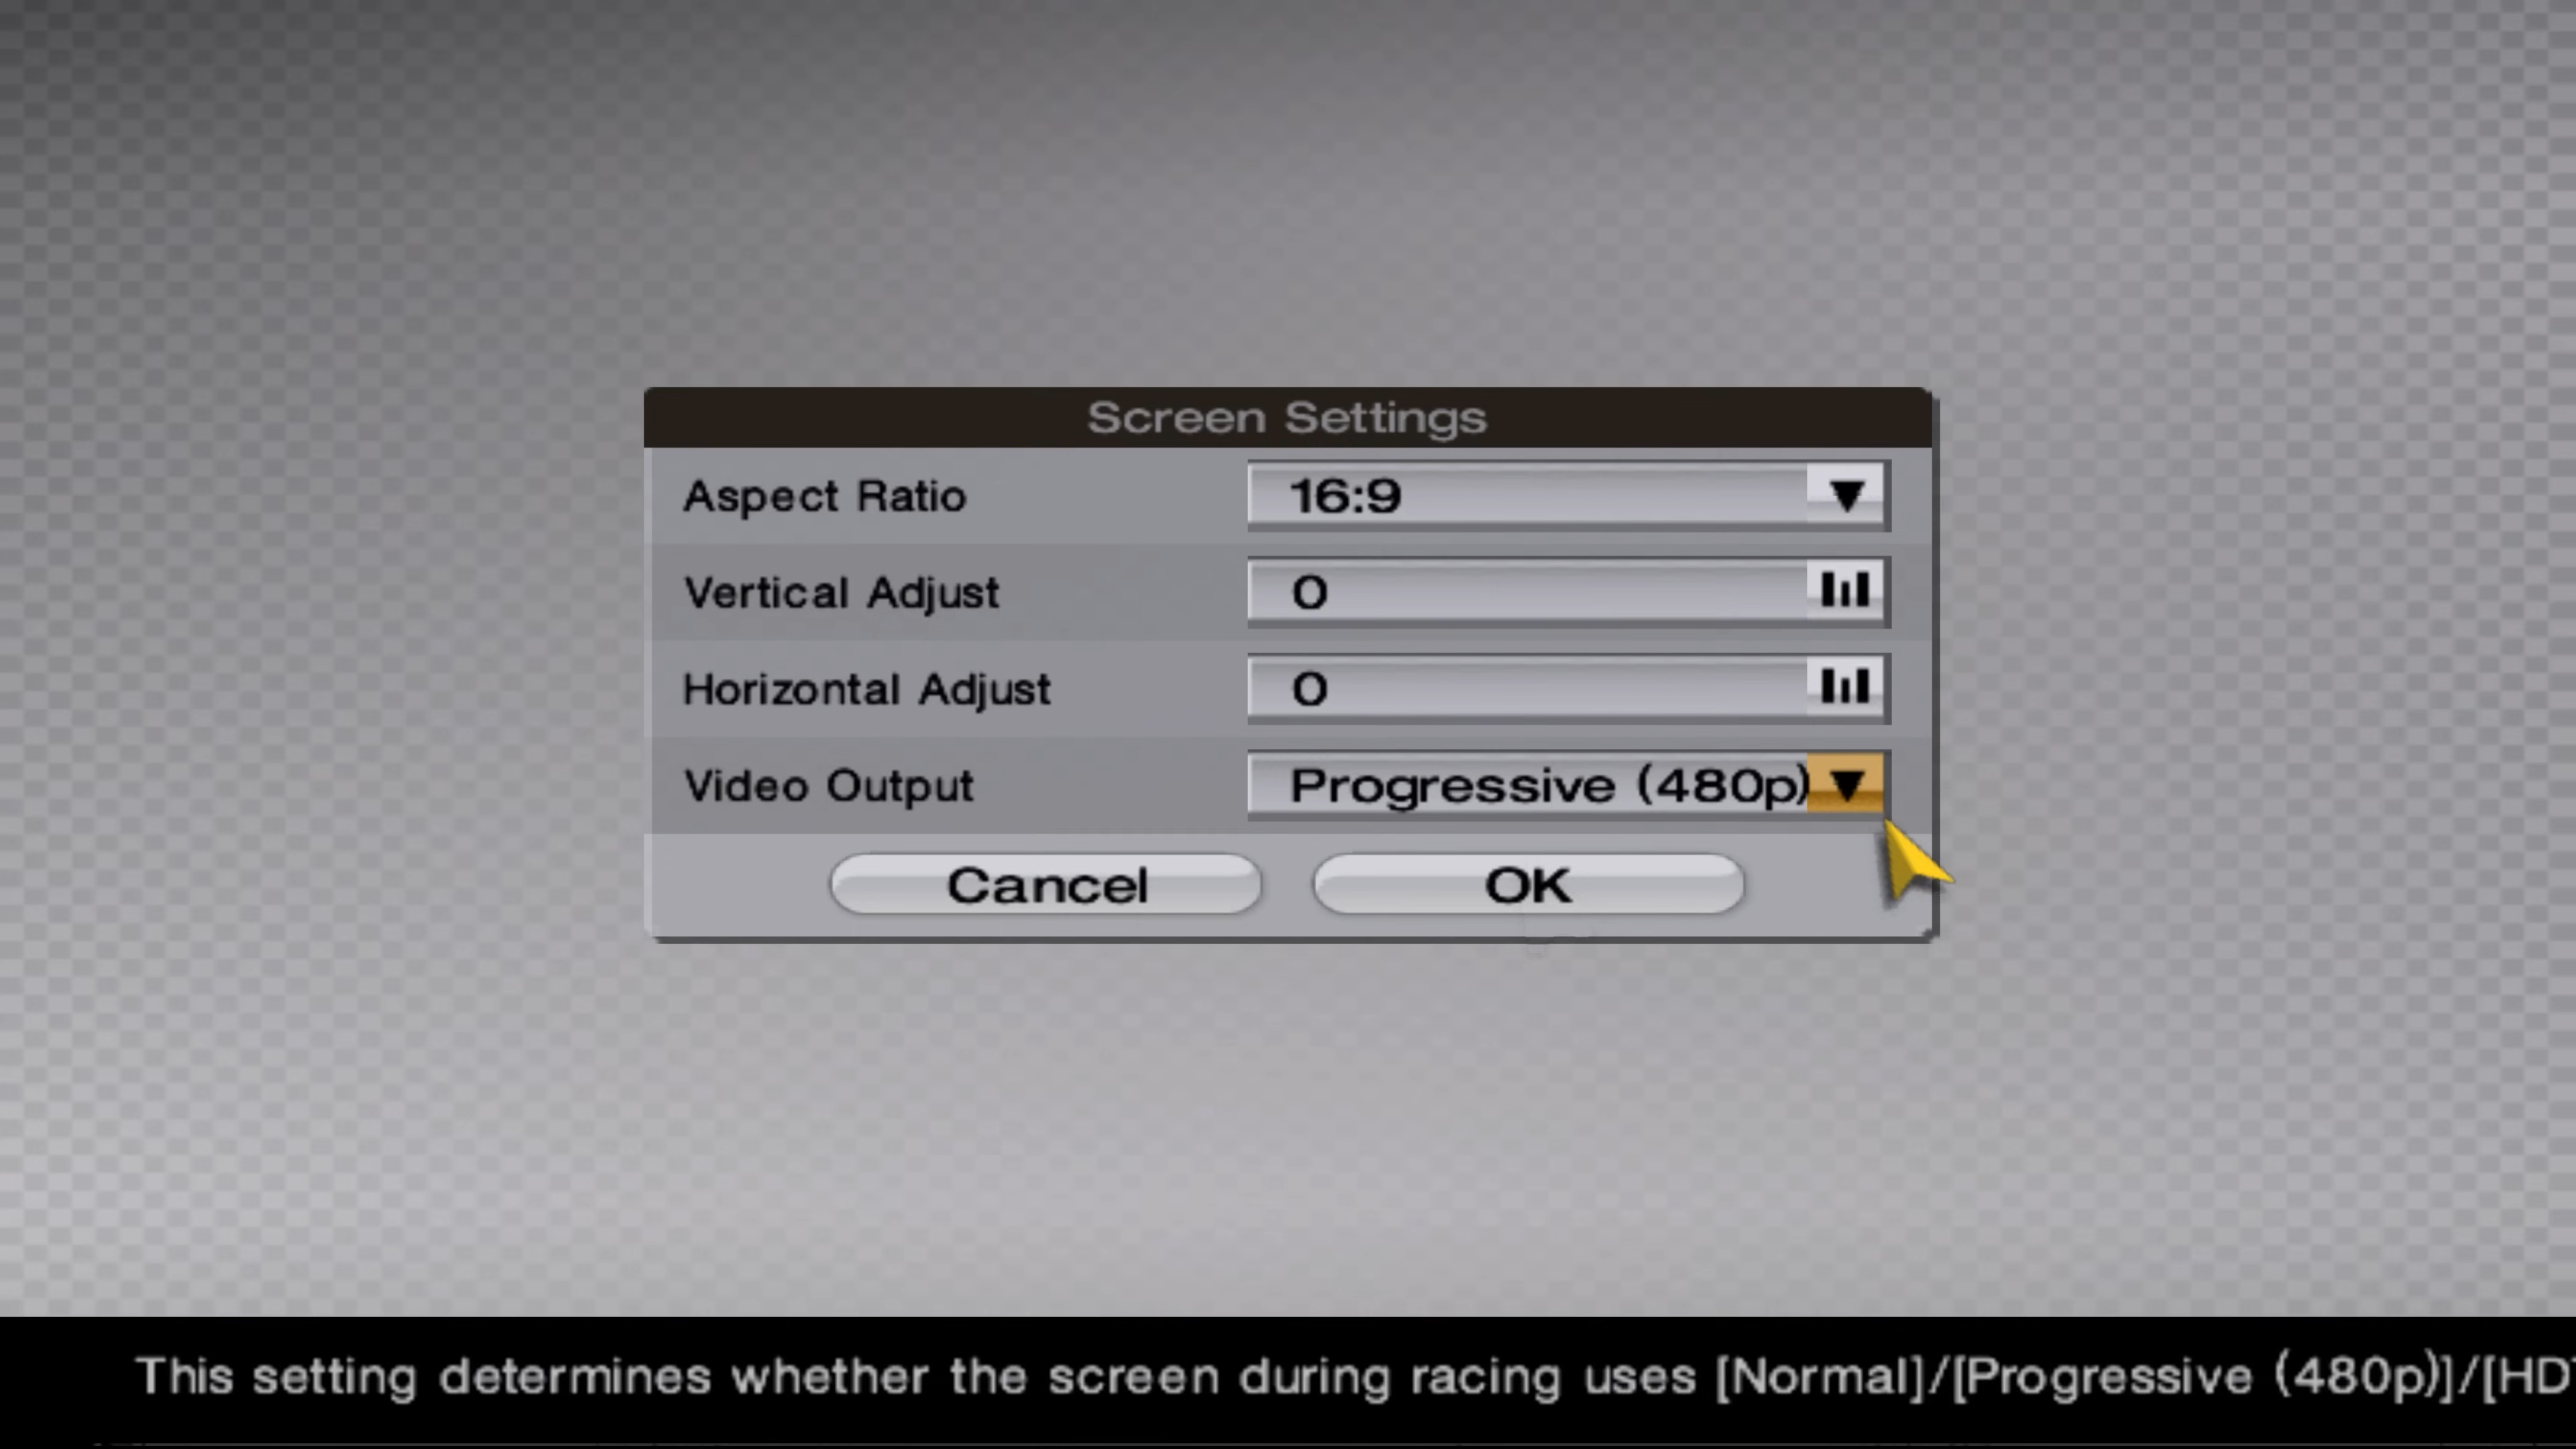 Screen Settings
Aspect Ratio 16:9
Vertical Adjust 0
Horizontal Adjust 0
Video Output Progressive (480p)
Cancel OK
This setting determines whether the screen during racing uses [Normal]/[Progressive (480p)]/[HD